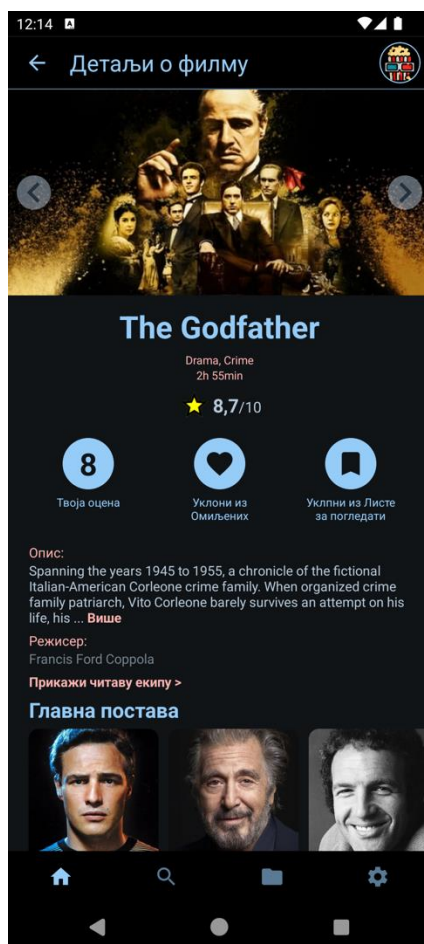 12:14
A
Детаљи о филму
The Godfather
Drama, Crime
2h 55min
8,7/10
8
Твоја оцена
Уклони из
Омиљених
Уклпни из Листе
за погледати
Опис:
Spanning the years 1945 to 1955, a chronicle of the fictional
Italian-American Corleone crime family. When organized crime
family patriarch, Vito Corleone barely survives an attempt on his
life, his ... Више
Режисер:
Francis Ford Coppola
Прикажи читаву екипу >
Главна постава